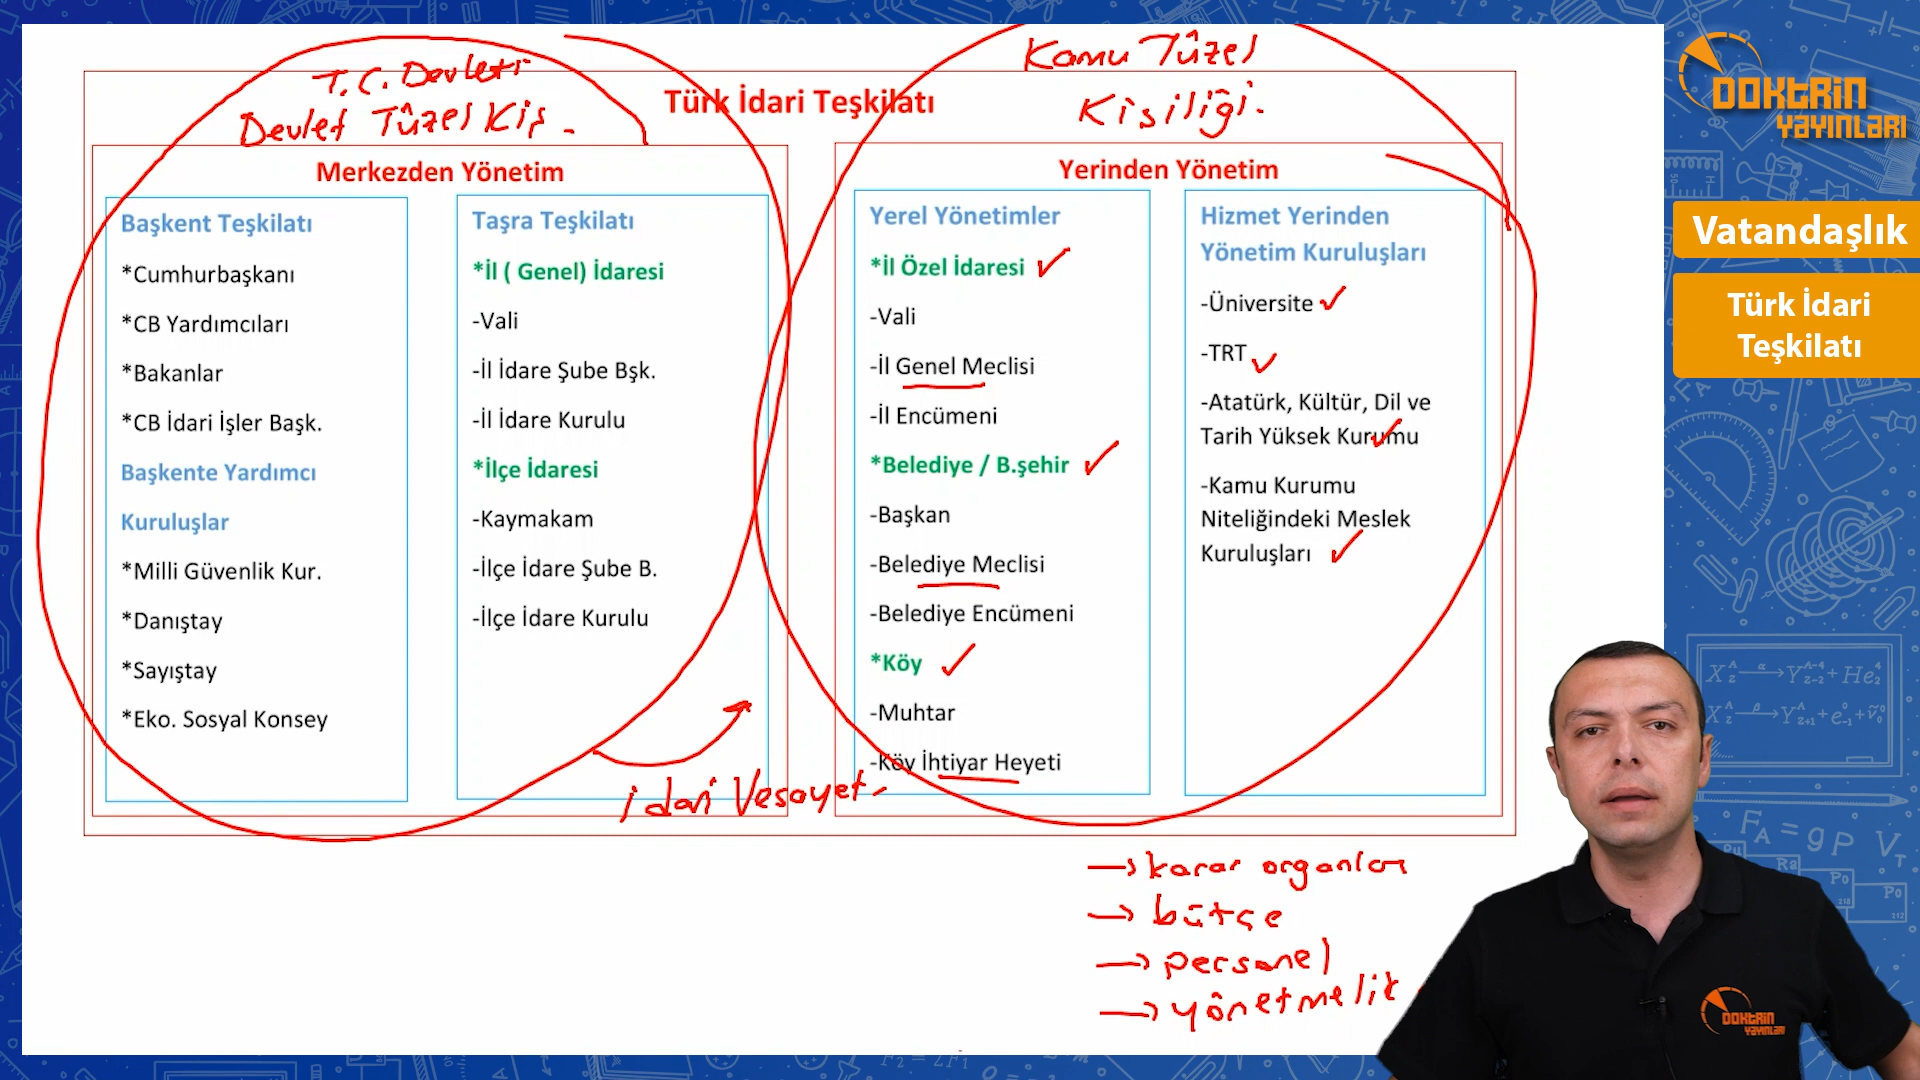 T.C. Devleti
Devlet Tüzel Kiş.
Kamu Tüzel
Kişiliği.
Türk İdari Teşkilatı
Merkezden Yönetim
Başkent Teşkilatı
*Cumhurbaşkanı
*CB Yardımcıları
*Bakanlar
*CB İdari İşler Başk.
Başkente Yardımcı
Kuruluşlar
*Milli Güvenlik Kur.
*Danıştay
*Sayıştay
*Eko. Sosyal Konsey
Taşra Teşkilatı
*İl ( Genel) İdaresi
-Vali
-İl İdare Şube Bşk.
-İl İdare Kurulu
*İlçe İdaresi
-Kaymakam
-İlçe İdare Şube B.
-İlçe İdare Kurulu
idari Vesayet.
Yerinden Yönetim
Yerel Yönetimler
*İl Özel İdaresi
-Vali
-İl Genel Meclisi
-İl Encümeni
*Belediye / B.şehir
-Başkan
-Belediye Meclisi
-Belediye Encümeni
*Köy
-Muhtar
-Köy İhtiyar Heyeti
Hizmet Yerinden
Yönetim Kuruluşları
-Üniversite
-TRT
-Atatürk, Kültür, Dil ve
Tarih Yüksek Kurumu
-Kamu Kurumu
Niteliğindeki Meslek
Kuruluşları
→ karar organları
→ bütçe
→ personel
→ yönetmelik
DOKTRİN
YAYINLARI
Vatandaşlık
Türk İdari
Teşkilatı
DOKTRİN
YAYINLARI